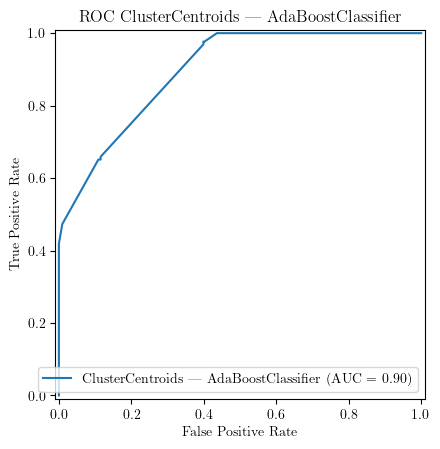 ROC ClusterCentroids — AdaBoostClassifier
1.0
0.8
0.6
0.4
0.2
0.0
True Positive Rate
ClusterCentroids — AdaBoostClassifier (AUC = 0.90)
0.0 0.2 0.4 0.6 0.8 1.0
False Positive Rate